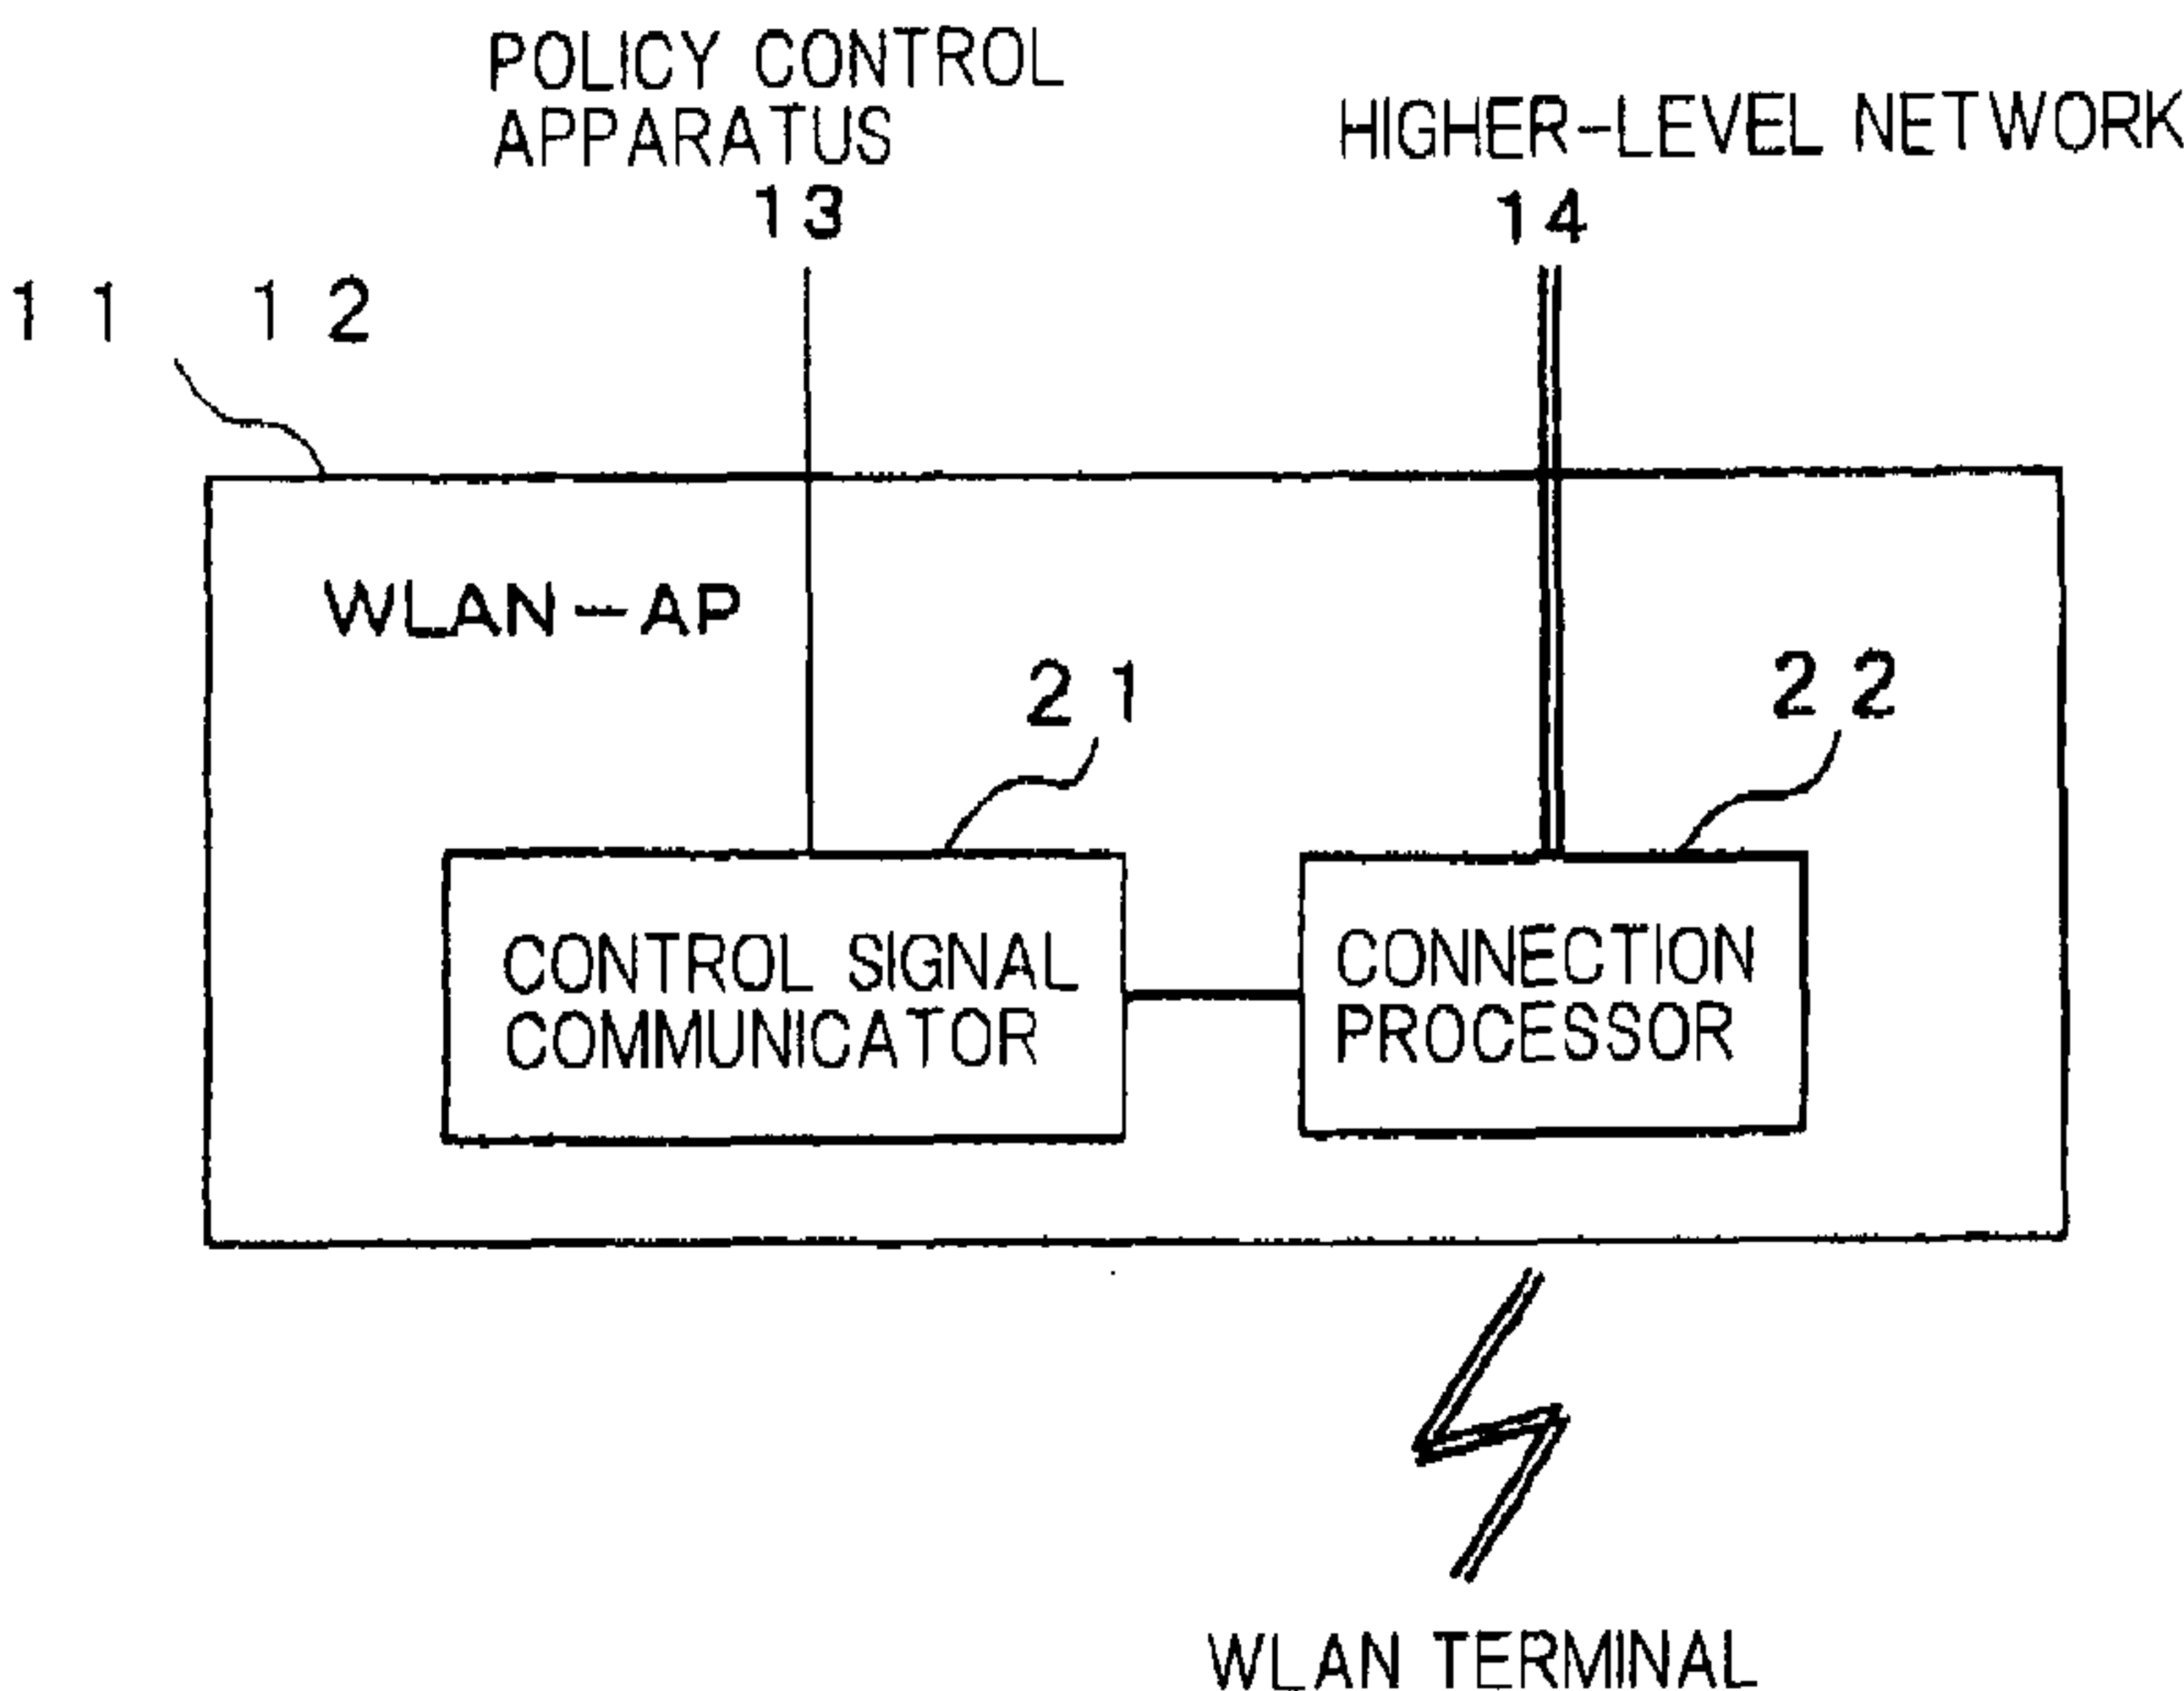 POLICY CONTROL
APPARATUS
13
HIGHER-LEVEL NETWORK
14
11 12
WLAN-AP
21
22
CONTROL SIGNAL
COMMUNICATOR
CONNECTION
PROCESSOR
WLAN TERMINAL